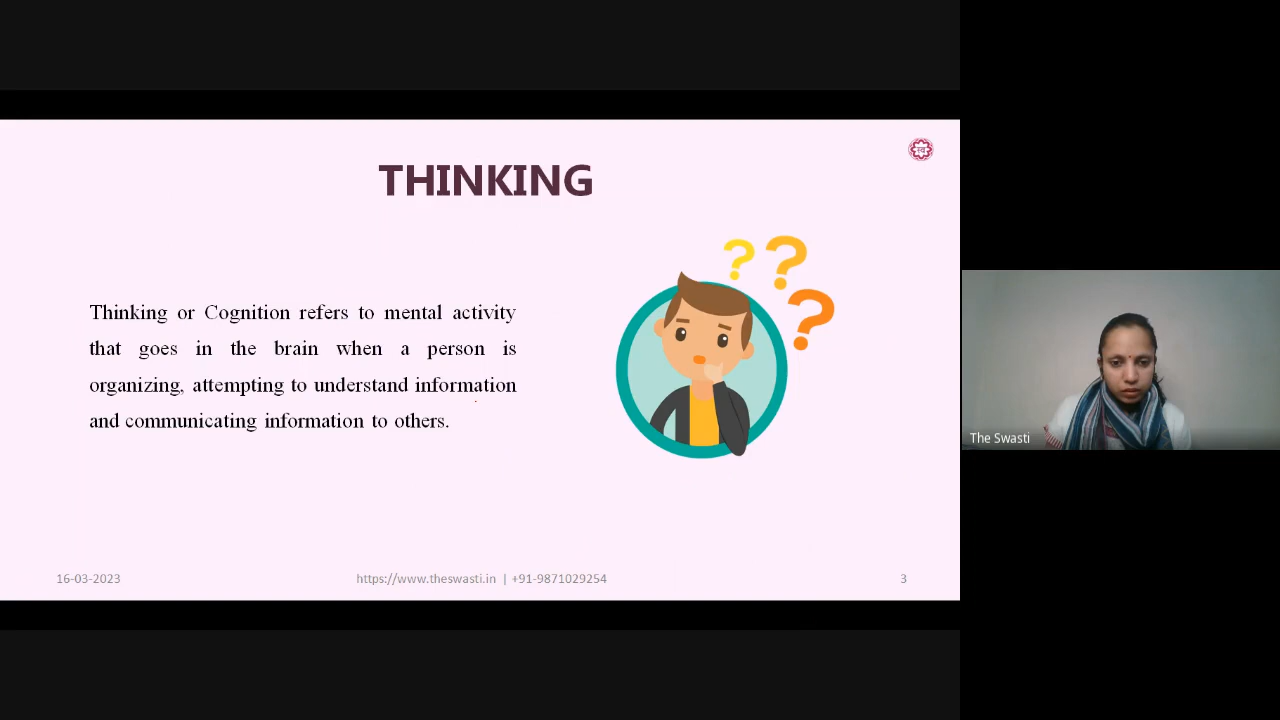 THINKING
? ? ?
Thinking or Cognition refers to mental activity
that goes in the brain when a person is
organizing, attempting to understand information
and communicating information to others.
The Swasti
16-03-2023
https://www.theswasti.in | +91-9871029254
3